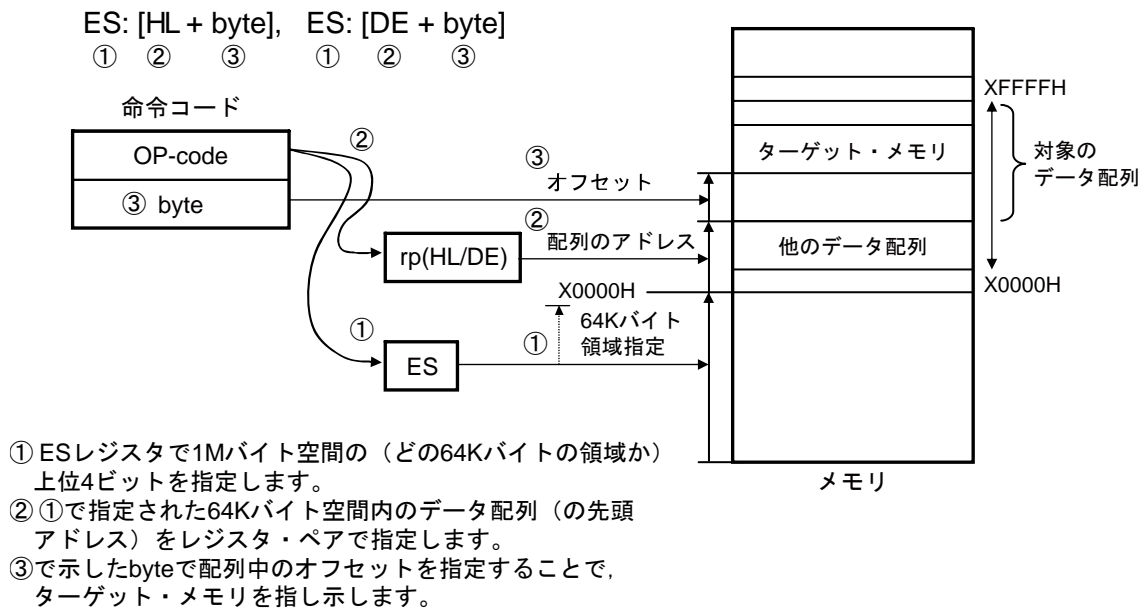 ES: [HL + byte], ES: [DE + byte]
① ② ③ ① ② ③
命令コード
OP-code
③ byte
②
③
オフセット
②
配列のアドレス
rp(HL/DE)
X0000H
①
64Kバイト
領域指定
①
ES
XFFFFH
ターゲット・メモリ
対象の
データ配列
他のデータ配列
X0000H
メモリ
① ESレジスタで1Mバイト空間の（どの64Kバイトの領域か）
上位4ビットを指定します。
② ①で指定された64Kバイト空間内のデータ配列（の先頭
アドレス）をレジスタ・ペアで指定します。
③で示したbyteで配列中のオフセットを指定することで,
ターゲット・メモリを指し示します。